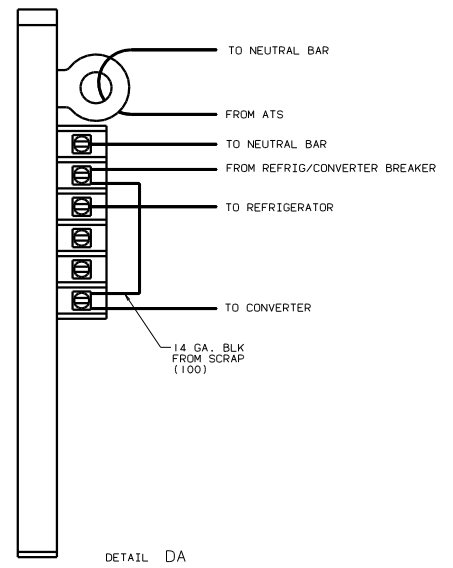 TO NEUTRAL BAR
FROM ATS
TO NEUTRAL BAR
FROM REFRIG/CONVERTER BREAKER
TO REFRIGERATOR
TO CONVERTER
14 GA. BLK
FROM SCRAP
(100)
DETAIL DA